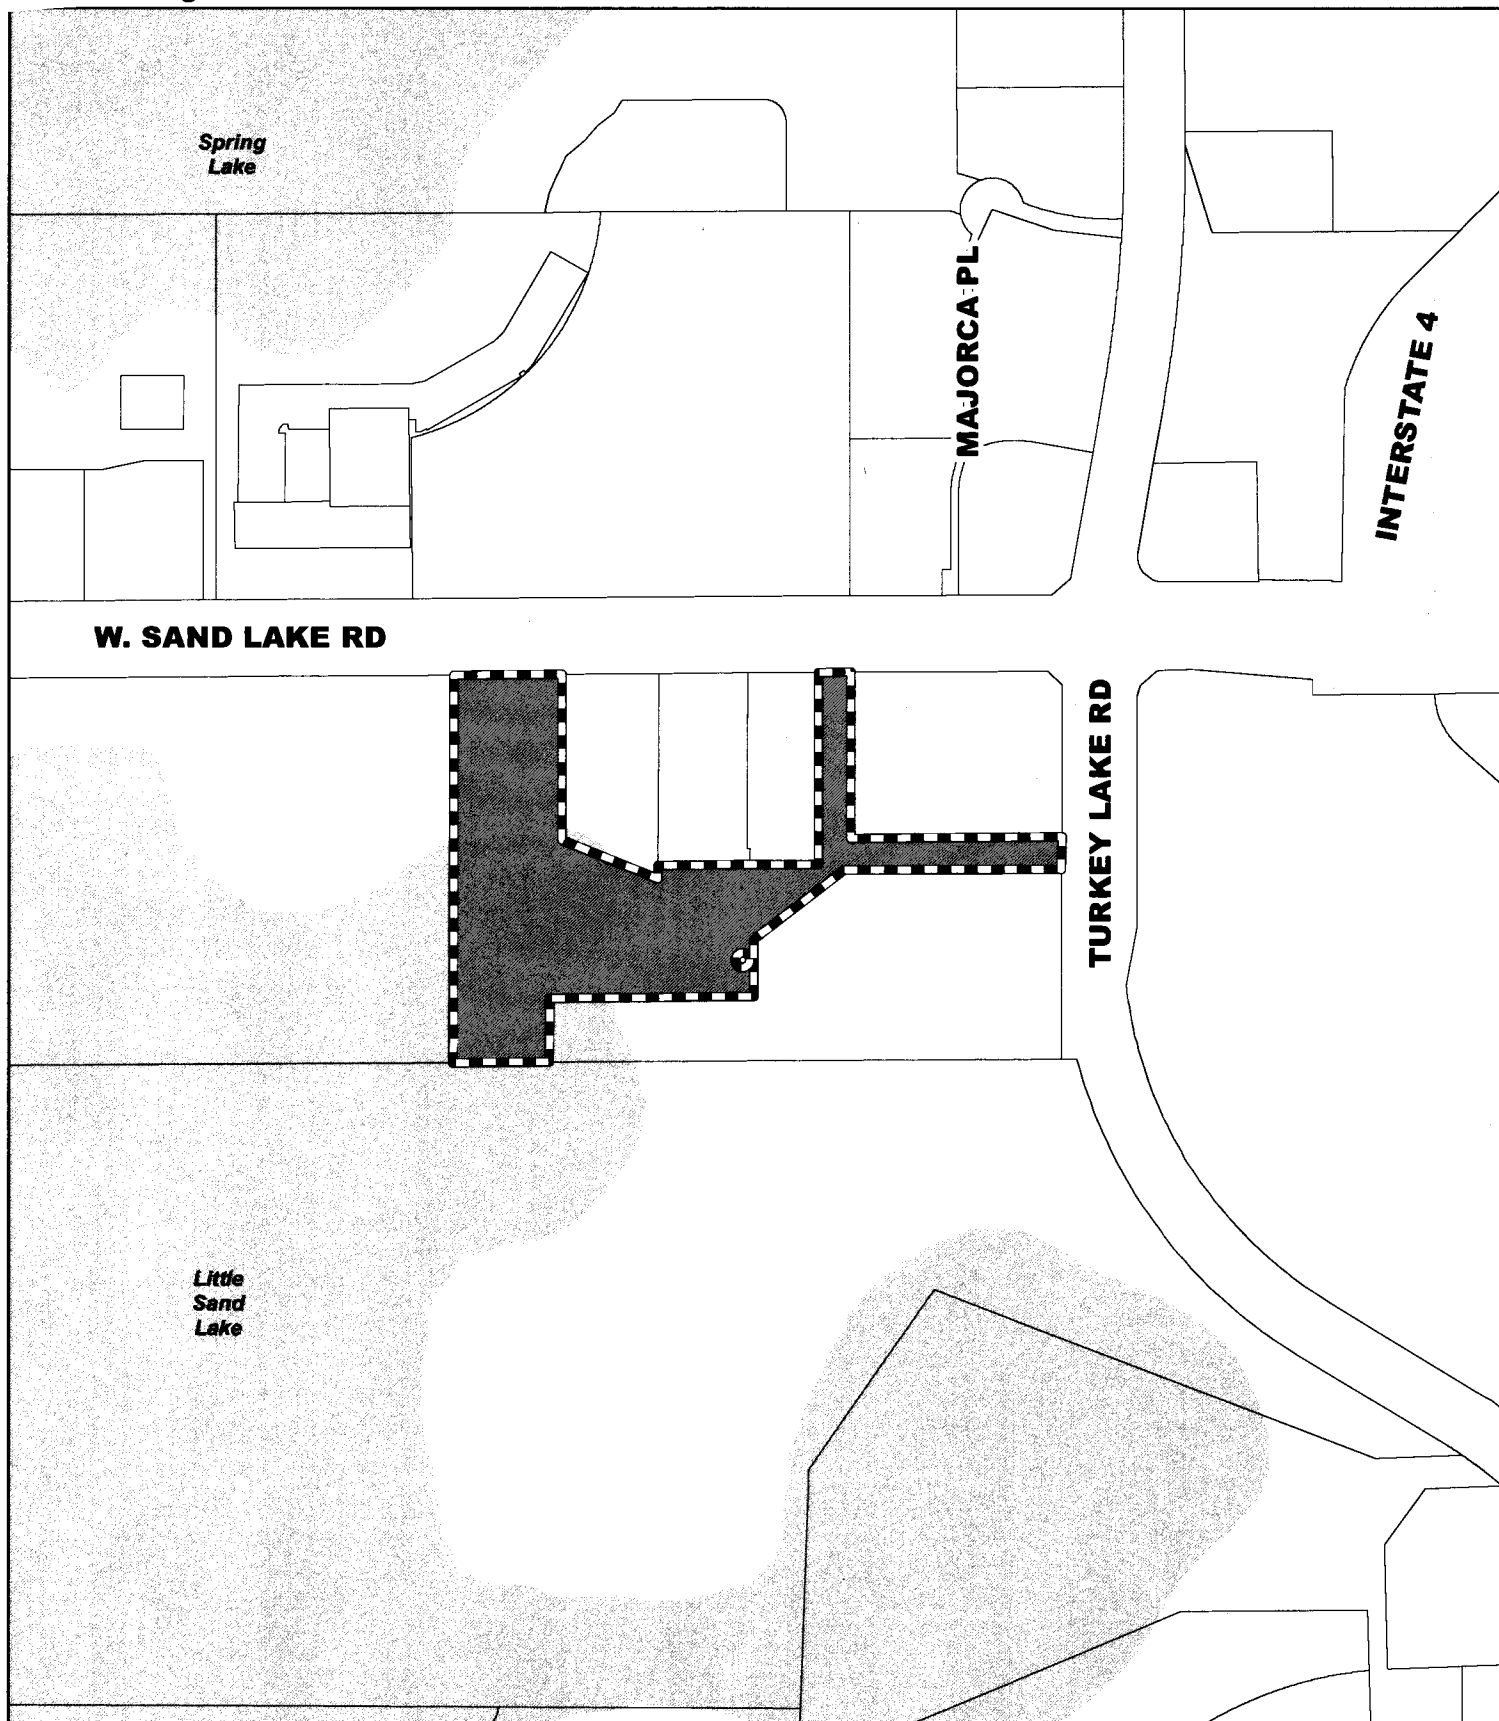 Spring
Lake
MAJORCA PL
INTERSTATE 4
W. SAND LAKE RD
TURKEY LAKE RD
Little
Sand
Lake